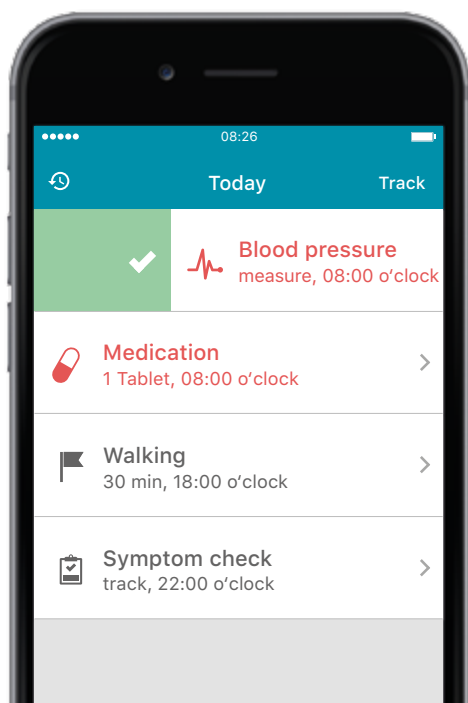 08:26
Today
Track
Blood pressure
measure, 08:00 o‘clock
Medication
1 Tablet, 08:00 o‘clock
Walking
30 min, 18:00 o‘clock
Symptom check
track, 22:00 o‘clock